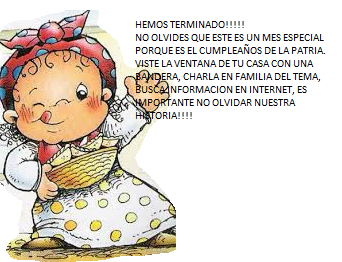 HEMOS TERMINADO!!!!!
NO OLVIDES QUE ESTE ES UN MES ESPECIAL
PORQUE ES EL CUMPLEAÑOS DE LA PATRIA.
VISTE LA VENTANA DE TU CASA CON UNA
BANDERA, CHARLA EN FAMILIA DEL TEMA,
BUSCA INFORMACION EN INTERNET, ES
IMPORTANTE NO OLVIDAR NUESTRA
HISTORIA!!!!